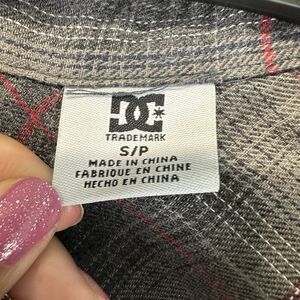 DC*
TRADEMARK
S/P
MADE IN CHINA
FABRIQUE EN CHINE
HECHO EN CHINA